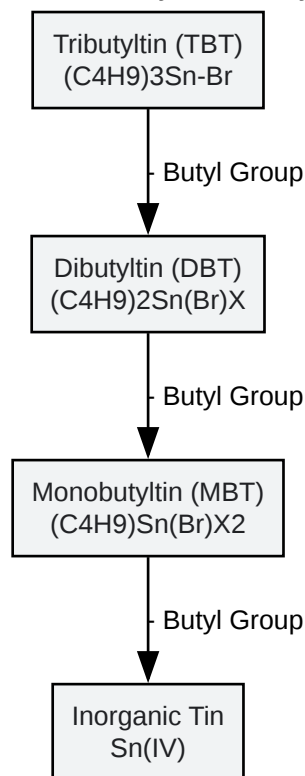 Tributyltin (TBT)
(C4H9)3Sn-Br
- Butyl Group
Dibutyltin (DBT)
(C4H9)2Sn(Br)X
- Butyl Group
Monobutyltin (MBT)
(C4H9)Sn(Br)X2
- Butyl Group
Inorganic Tin
Sn(IV)